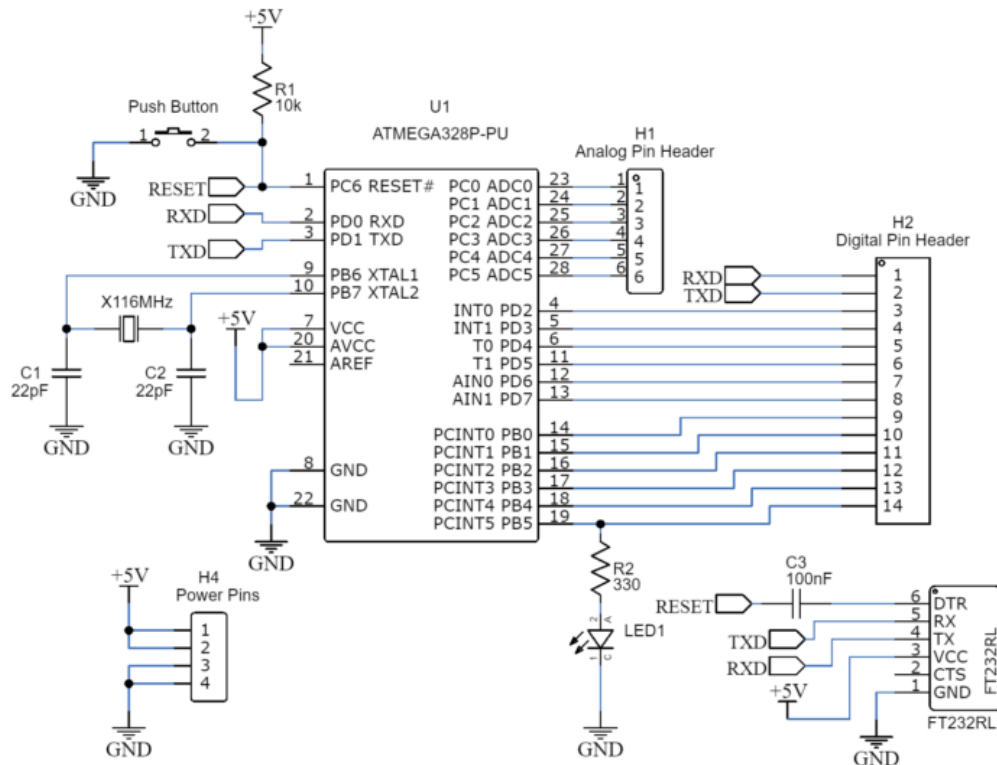 +5V
R1
10k
Push Button
1 2
GND
RESET
RXD
TXD
X116MHz
+5V
C1
22pF
C2
22pF
GND
GND
U1
ATMEGA328P-PU
1 PC6 RESET#
2 PD0 RXD
3 PD1 TXD
9 PB6 XTAL1
10 PB7 XTAL2
7 VCC
20 AVCC
21 AREF
8 GND
22 GND
GND
PC0 ADC0 23
PC1 ADC1 24
PC2 ADC2 25
PC3 ADC3 26
PC4 ADC4 27
PC5 ADC5 28
INT0 PD2 4
INT1 PD3 5
T0 PD4 6
T1 PD5 11
AIN0 PD6 12
AIN1 PD7 13
PCINT0 PB0 14
PCINT1 PB1 15
PCINT2 PB2 16
PCINT3 PB3 17
PCINT4 PB4 18
PCINT5 PB5 19
H1
Analog Pin Header
1 1
2 2
3 3
4 4
5 5
6 6
H2
Digital Pin Header
RXD
TXD
1
2
3
4
5
6
7
8
9
10
11
12
13
14
+5V
H4
Power Pins
1
2
3
4
GND
R2
330
2 A
LED1
1 C
GND
C3
100nF
RESET
TXD
RXD
+5V
GND
6 DTR
5 RX
4 TX
3 VCC
2 CTS
1 GND
FT232RL
FT232RL